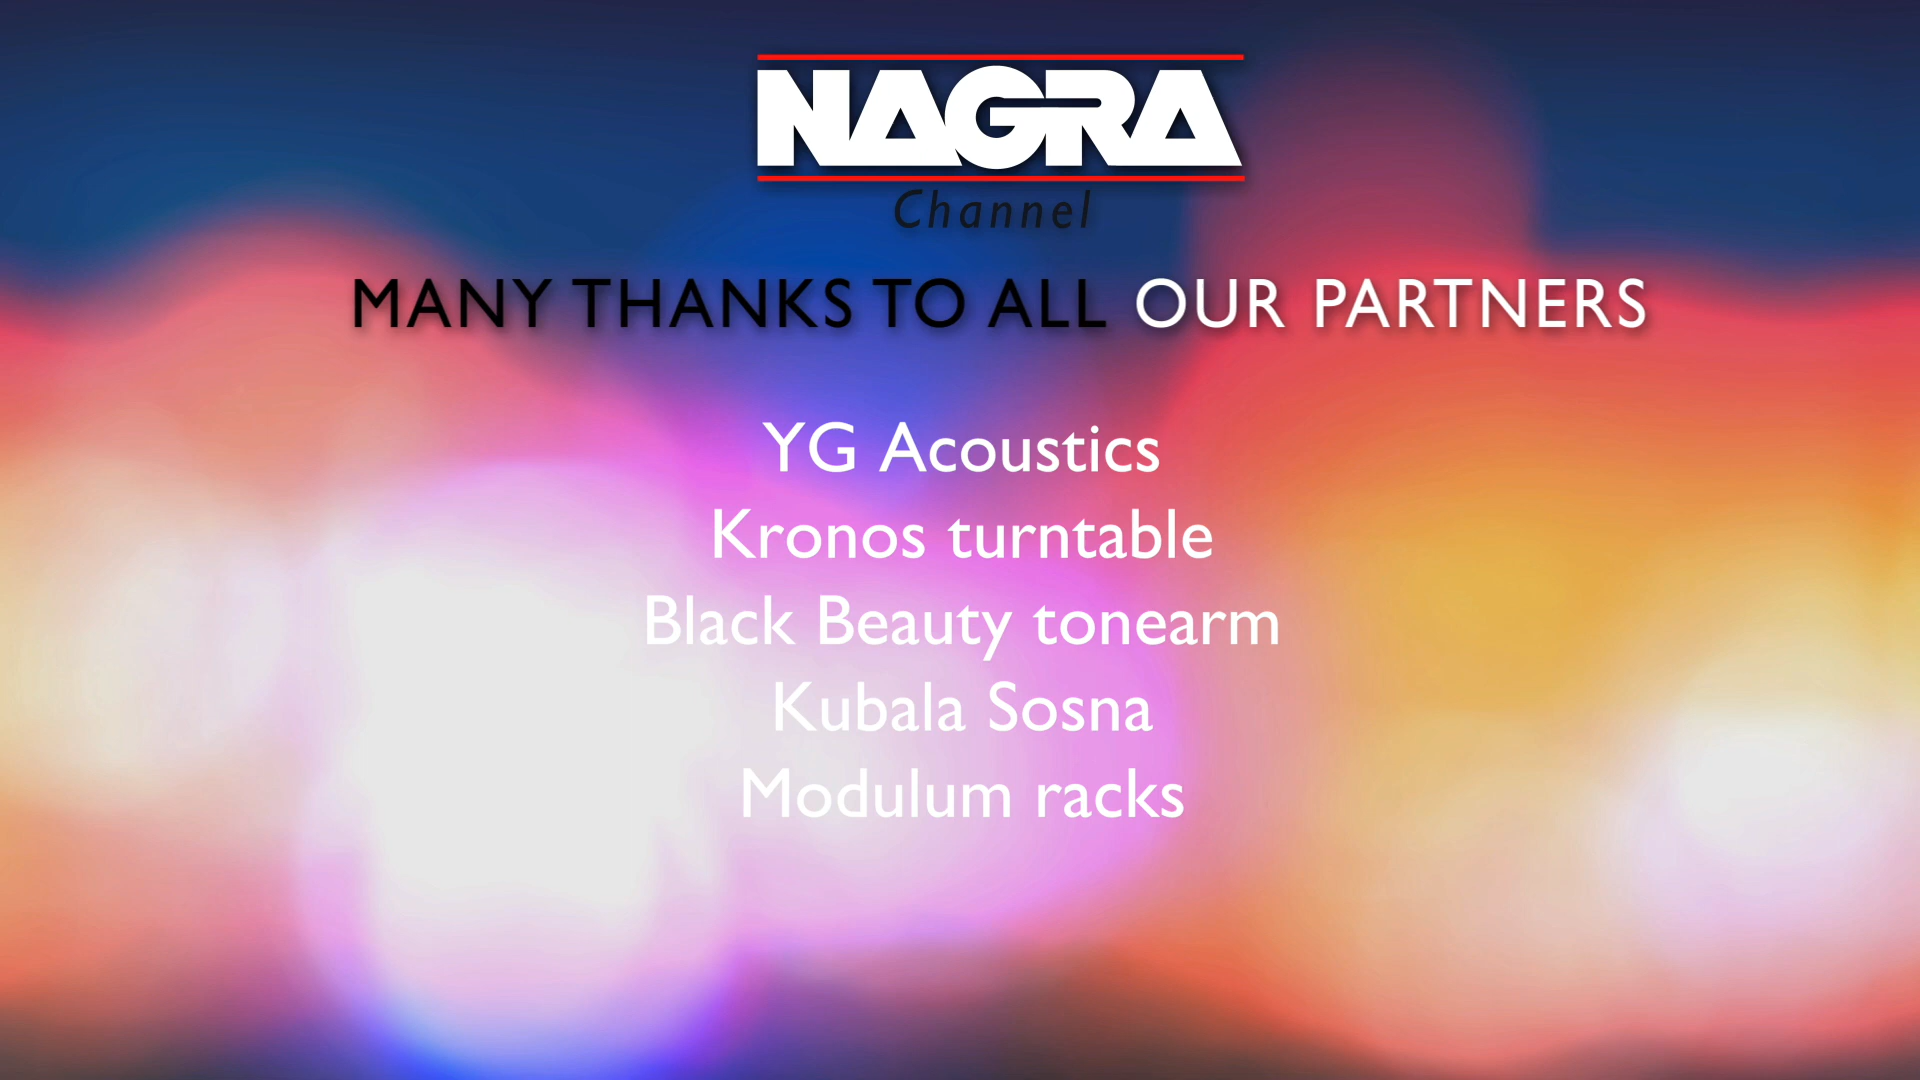 NAGRA
Channel
MANY THANKS TO ALL OUR PARTNERS
YG Acoustics
Kronos turntable
Black Beauty tonearm
Kubala Sosna
Modulum racks